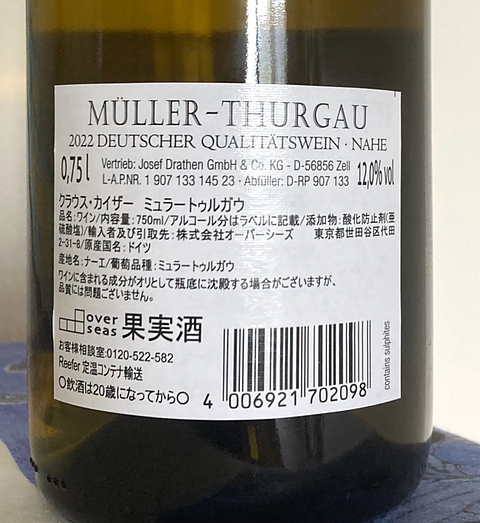 MÜLLER-THURGAU
2022 DEUTSCHER QUALITÄTSWEIN · NAHE
0,75 l
Vertrieb: Josef Drathen GmbH & Co. KG - D-56856 Zell
L-A.P.NR. 1 907 133 145 23 · Abfüller: D-RP 907 133
12,0% vol
クラウス・カイザー ミュラートゥルガウ
品名:ワイン/内容量:750ml/アルコール分はラベルに記載/添加物:酸化防止剤(亜
硫酸塩)/輸入者及び引取先:株式会社オーバーシーズ 東京都世田谷区代田
2-31-8/原産国名:ドイツ
産地名:ナーエ/葡萄品種:ミュラートゥルガウ
ワインに含まれる成分がオリとして瓶底に沈殿する場合がございますが、
品質には問題ございません。
over
seas
果実酒
お客様相談室:0120-522-582
Reefer 定温コンテナ輸送
〇飲酒は20歳になってから〇
4 006921 702098
contains sulphites